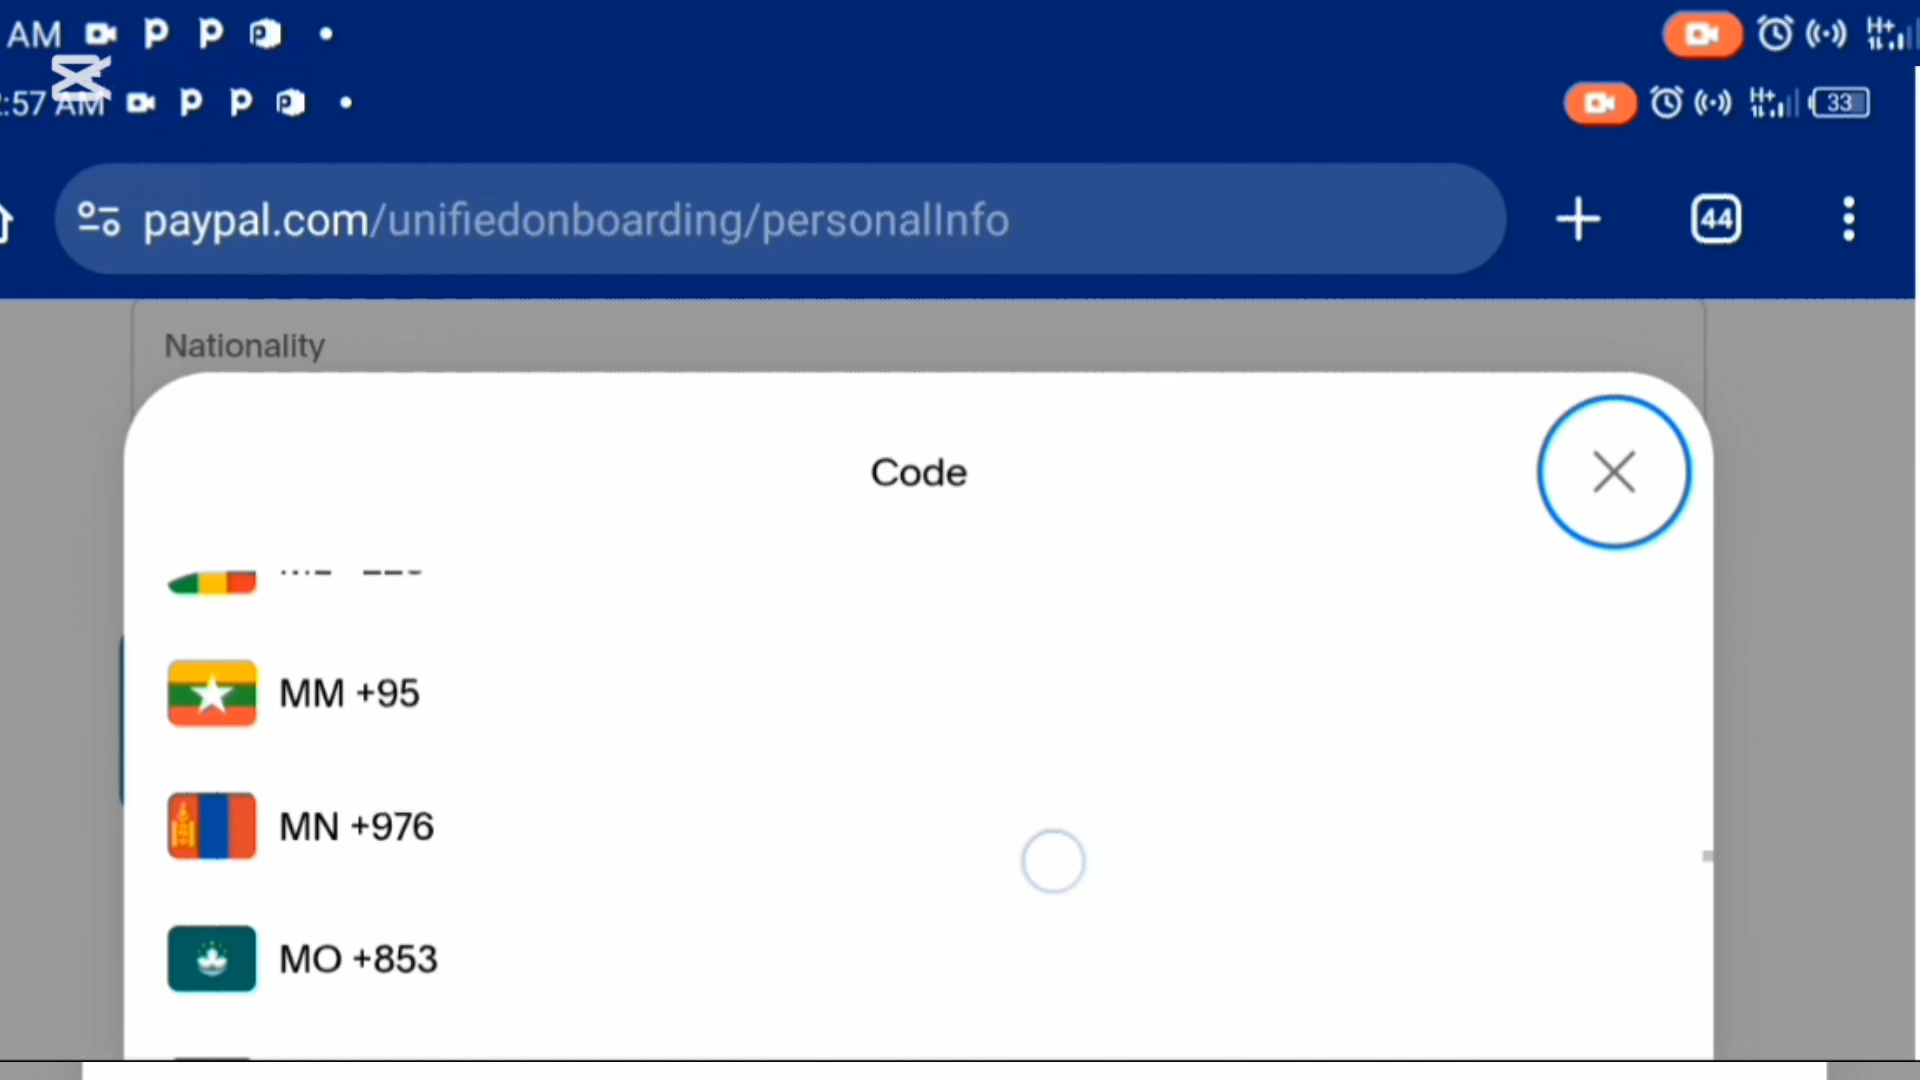 AM
:57 AM
33
paypal.com/unifiedonboarding/personalInfo
44
Nationality
Code
MM +95
MN +976
MO +853